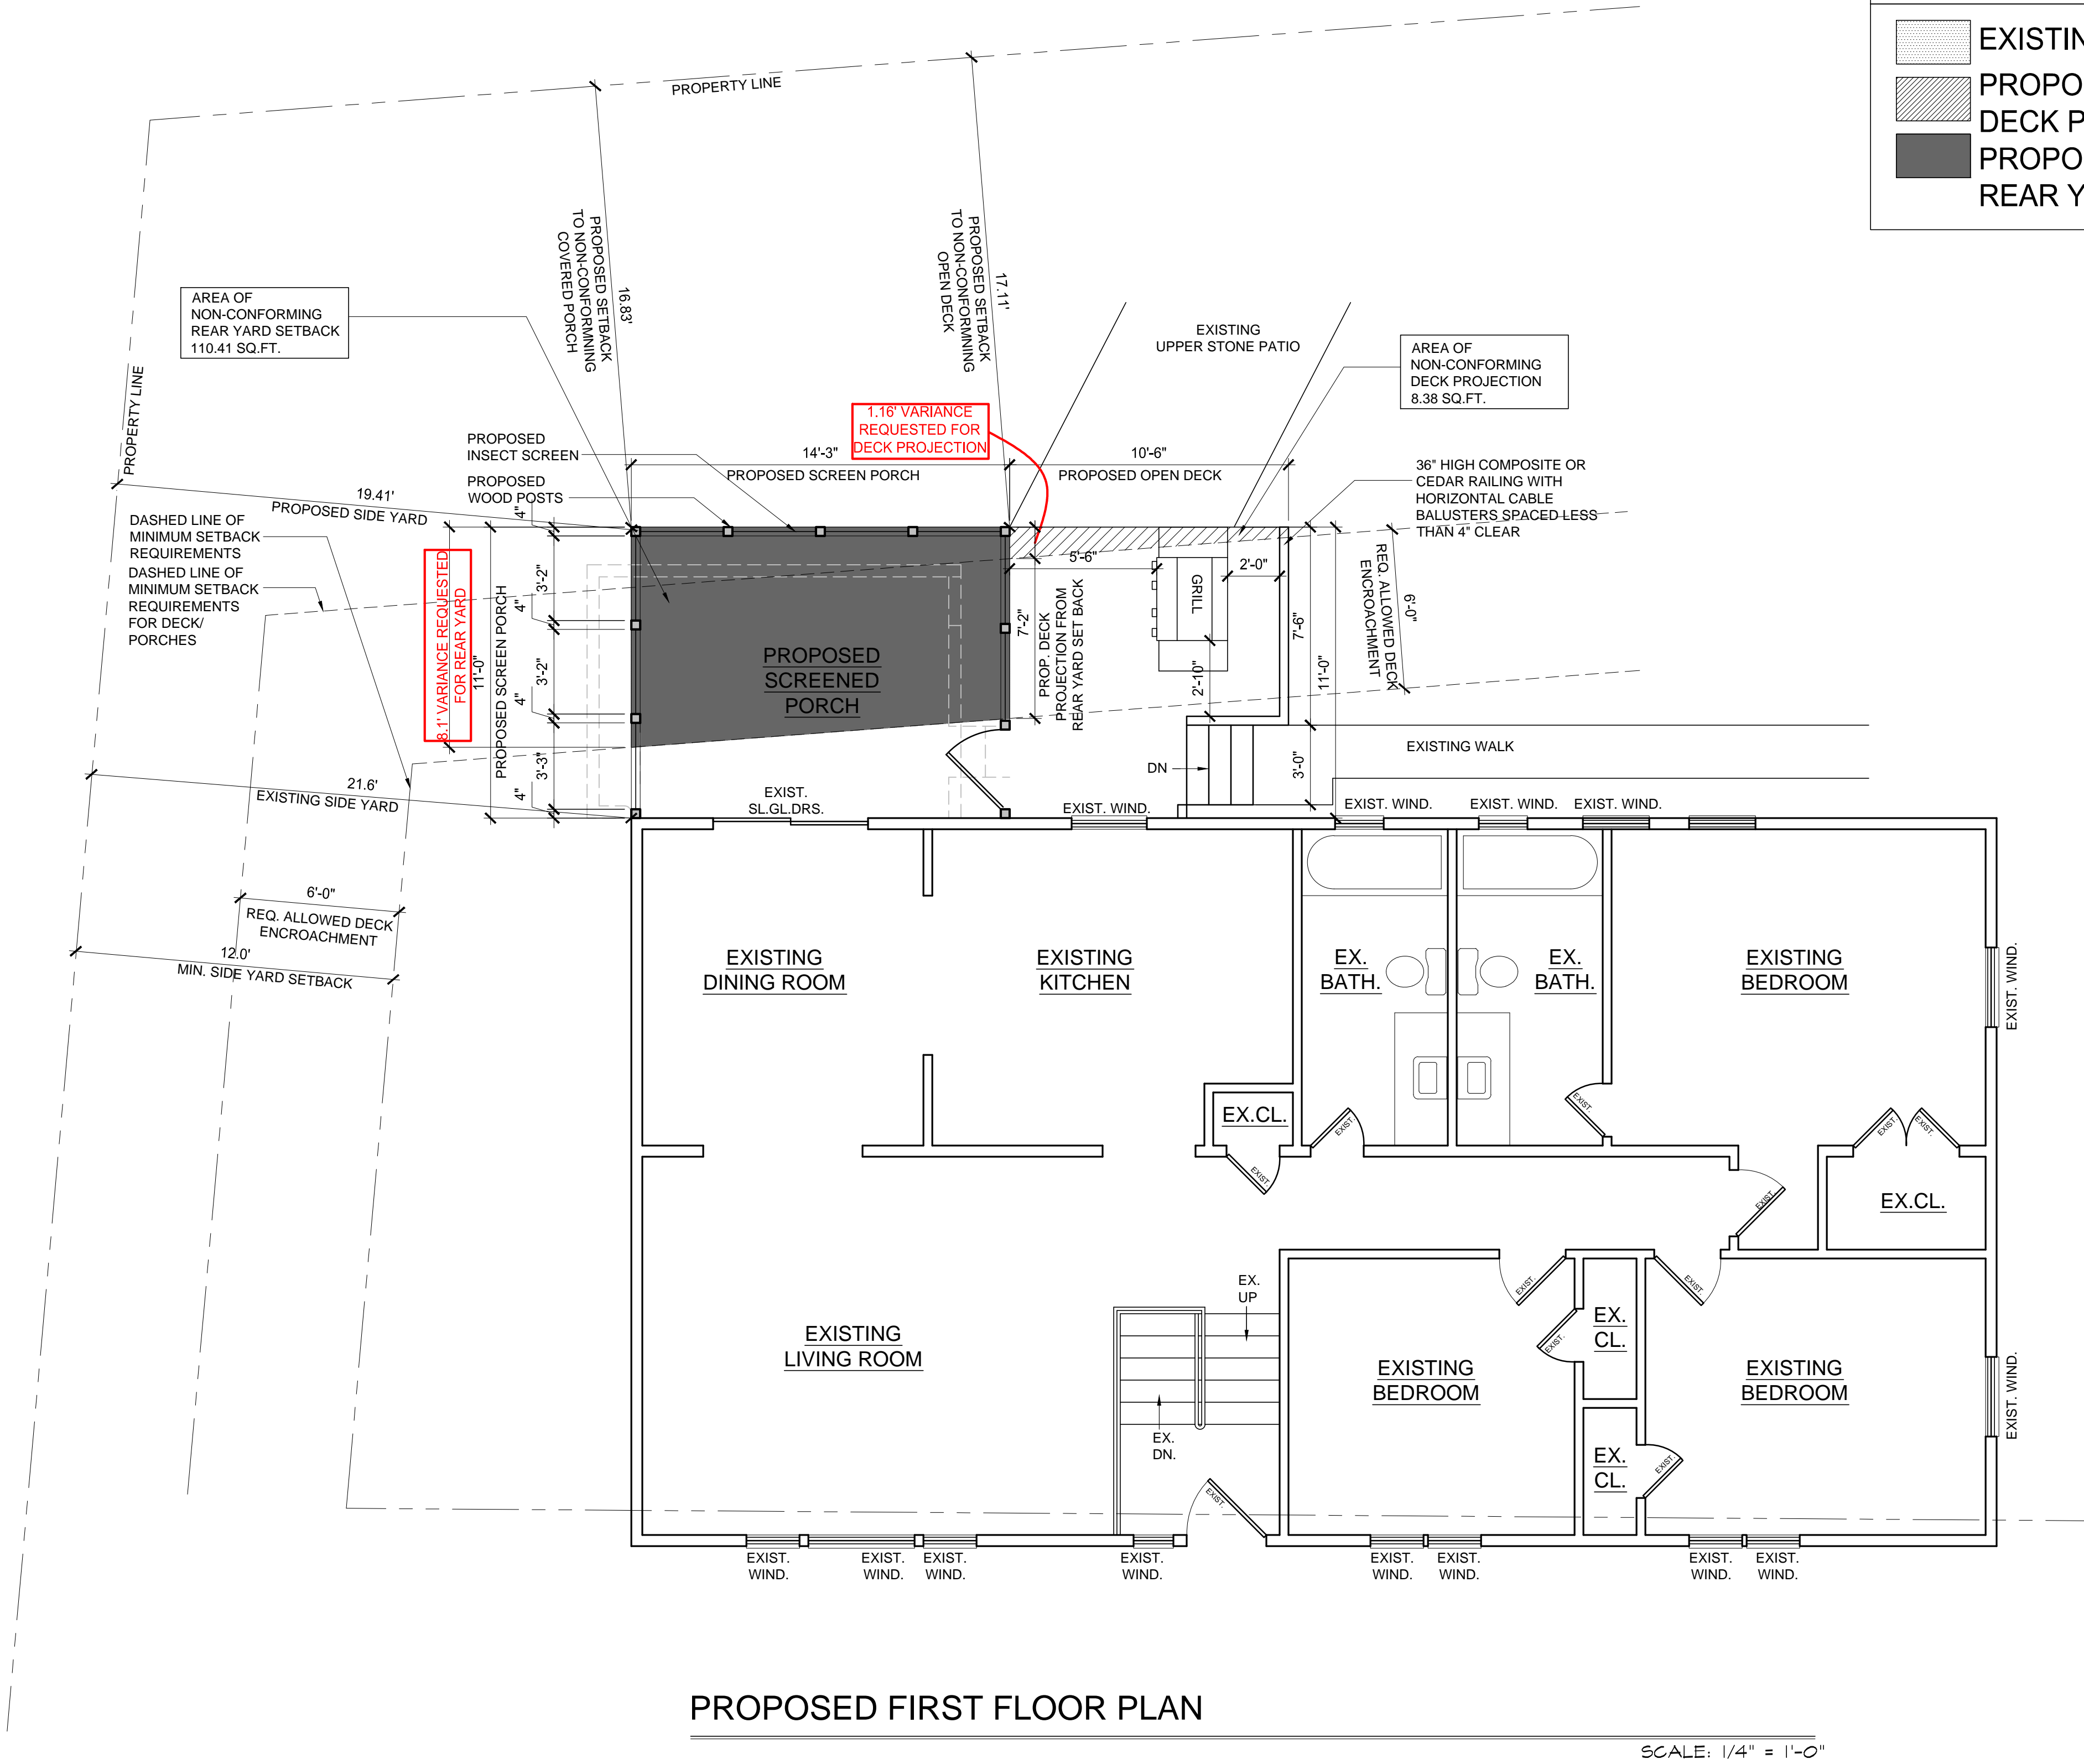 EXISTIN
PROPO
DECK P
PROPO
REAR Y
PROPERTY LINE
PROPOSED SETBACK
TO NON-CONFORMNING
COVERED PORCH
16.83'
PROPOSED SETBACK
TO NON-CONFORMNING
OPEN DECK
17.11'
AREA OF
NON-CONFORMING
REAR YARD SETBACK
110.41 SQ.FT.
EXISTING
UPPER STONE PATIO
AREA OF
NON-CONFORMING
DECK PROJECTION
8.38 SQ.FT.
PROPERTY LINE
1.16' VARIANCE
REQUESTED FOR
DECK PROJECTION
PROPOSED
INSECT SCREEN
14'-3"
PROPOSED SCREEN PORCH
10'-6"
PROPOSED OPEN DECK
36" HIGH COMPOSITE OR
CEDAR RAILING WITH
HORIZONTAL CABLE
BALUSTERS SPACED LESS
THAN 4" CLEAR
PROPOSED
WOOD POSTS
19.41'
PROPOSED SIDE YARD
DASHED LINE OF
MINIMUM SETBACK
REQUIREMENTS
DASHED LINE OF
MINIMUM SETBACK
REQUIREMENTS
FOR DECK/
PORCHES
8.1' VARIANCE REQUESTED
FOR REAR YARD
11'-0"
PROPOSED SCREEN PORCH
4"
3'-2"
4"
3'-2"
4"
3'-3"
4"
PROPOSED
SCREENED
PORCH
7'-2"
PROP. DECK
PROJECTION FROM
REAR YARD SET BACK
5'-6"
GRILL
2'-0"
2'-10"
7'-6"
11'-0"
3'-0"
REQ. ALLOWED DECK
ENCROACHMENT
6'-0"
EXISTING WALK
DN
21.6'
EXISTING SIDE YARD
EXIST.
SL.GL.DRS.
EXIST. WIND.
EXIST. WIND.
EXIST. WIND.
EXIST. WIND.
6'-0"
REQ. ALLOWED DECK
ENCROACHMENT
12.0'
MIN. SIDE YARD SETBACK
EXISTING
DINING ROOM
EXISTING
KITCHEN
EX.
BATH.
EX.
BATH.
EXISTING
BEDROOM
EXIST. WIND.
EX.CL.
EXIST.
EXIST.
EXIST.
EXIST
EXIST.
EXIST.
EX.CL.
EX.
UP
EX.
DN.
EXISTING
LIVING ROOM
EXIST.
EXIST.
EXIST.
EX.
CL.
EXIST.
EXISTING
BEDROOM
EXISTING
BEDROOM
EXIST. WIND.
EX.
CL.
EXIST.
EXIST.
WIND.
EXIST.
WIND.
EXIST.
WIND.
EXIST.
WIND.
EXIST.
WIND.
EXIST.
WIND.
EXIST.
WIND.
EXIST.
WIND.
PROPOSED FIRST FLOOR PLAN
SCALE: 1/4" = 1'-0"